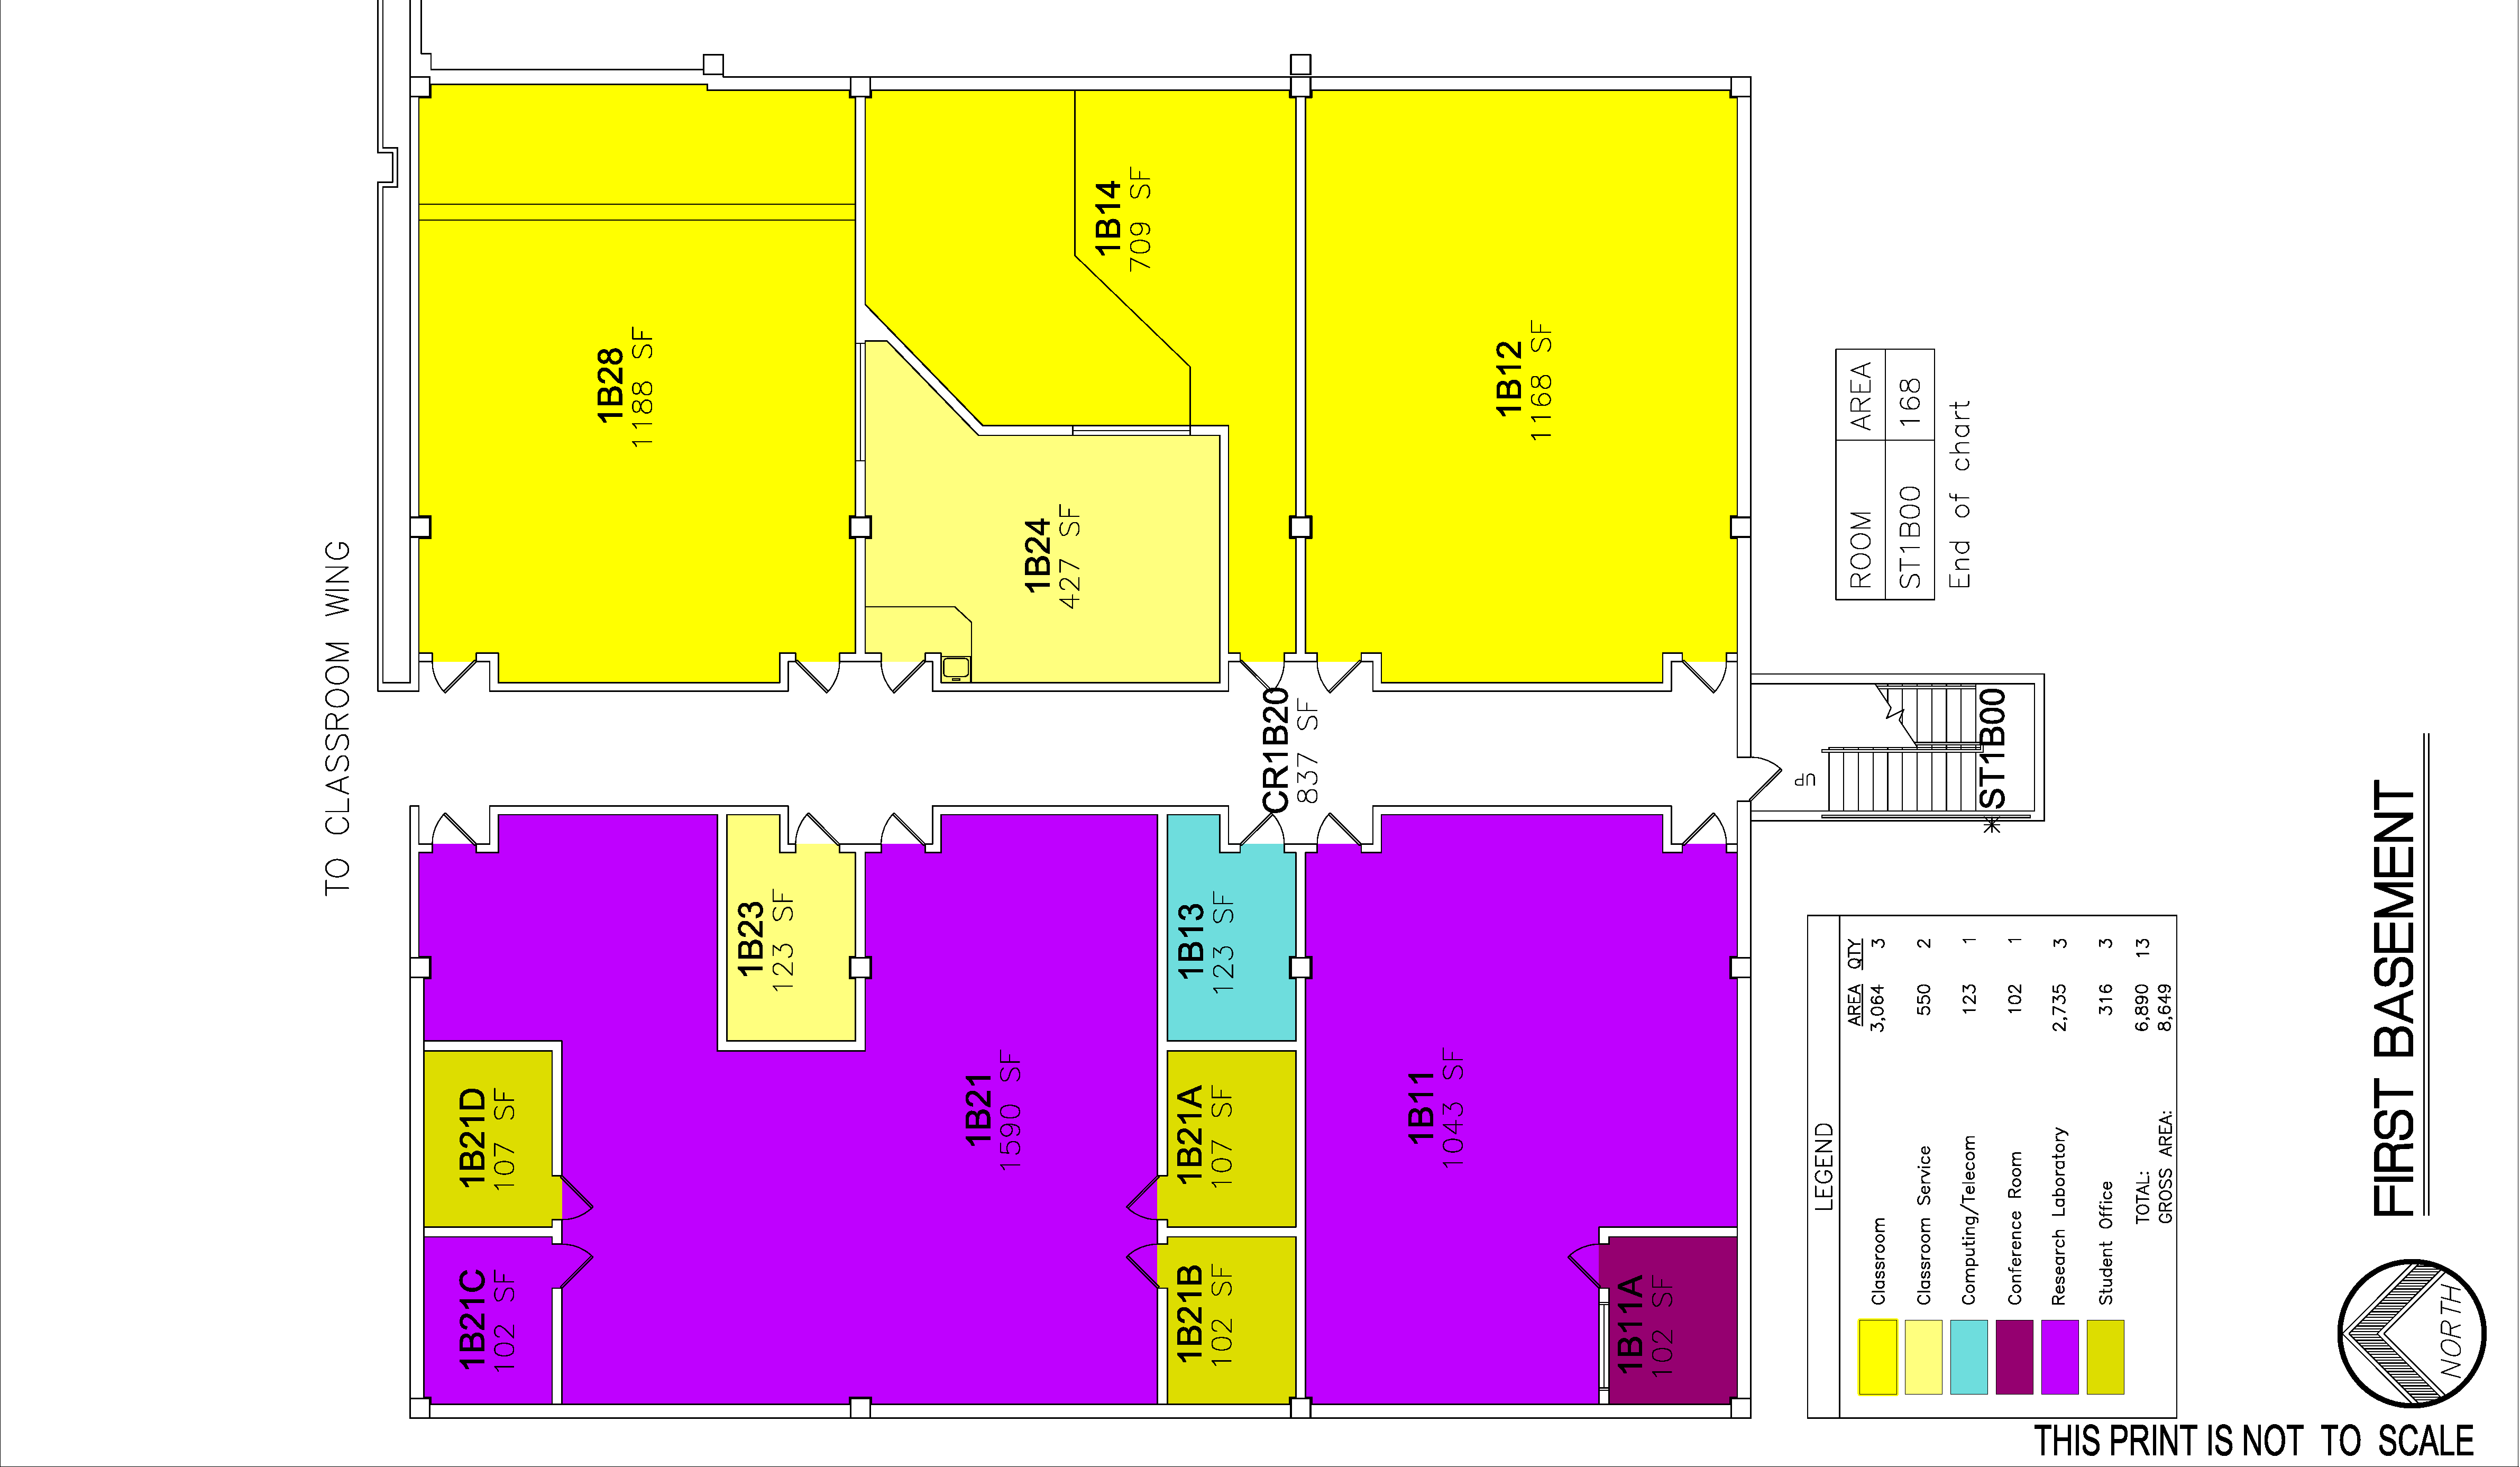 TO CLASSROOM WING
1B28
1188 SF
1B14
709 SF
1B24
427 SF
1B12
1168 SF
CR1B20
837 SF
UP
ST1B00
*
1B23
123 SF
1B13
123 SF
1B21D
107 SF
1B21
1590 SF
1B21A
107 SF
1B11
1043 SF
1B21C
102 SF
1B21B
102 SF
1B11A
102 SF
ROOM AREA
ST1B00 168
End of chart
LEGEND
AREA QTY
Classroom 3,064 3
Classroom Service 550 2
Computing/Telecom 123 1
Conference Room 102 1
Research Laboratory 2,735 3
Student Office 316 3
TOTAL: 6,890 13
GROSS AREA: 8,649
FIRST BASEMENT
NORTH
THIS PRINT IS NOT TO SCALE